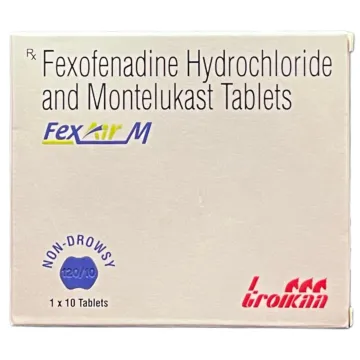 Rx Fexofenadine Hydrochloride
and Montelukast Tablets
FexAir M
NON-DROWSY
120/10
1 x 10 Tablets
troikaa